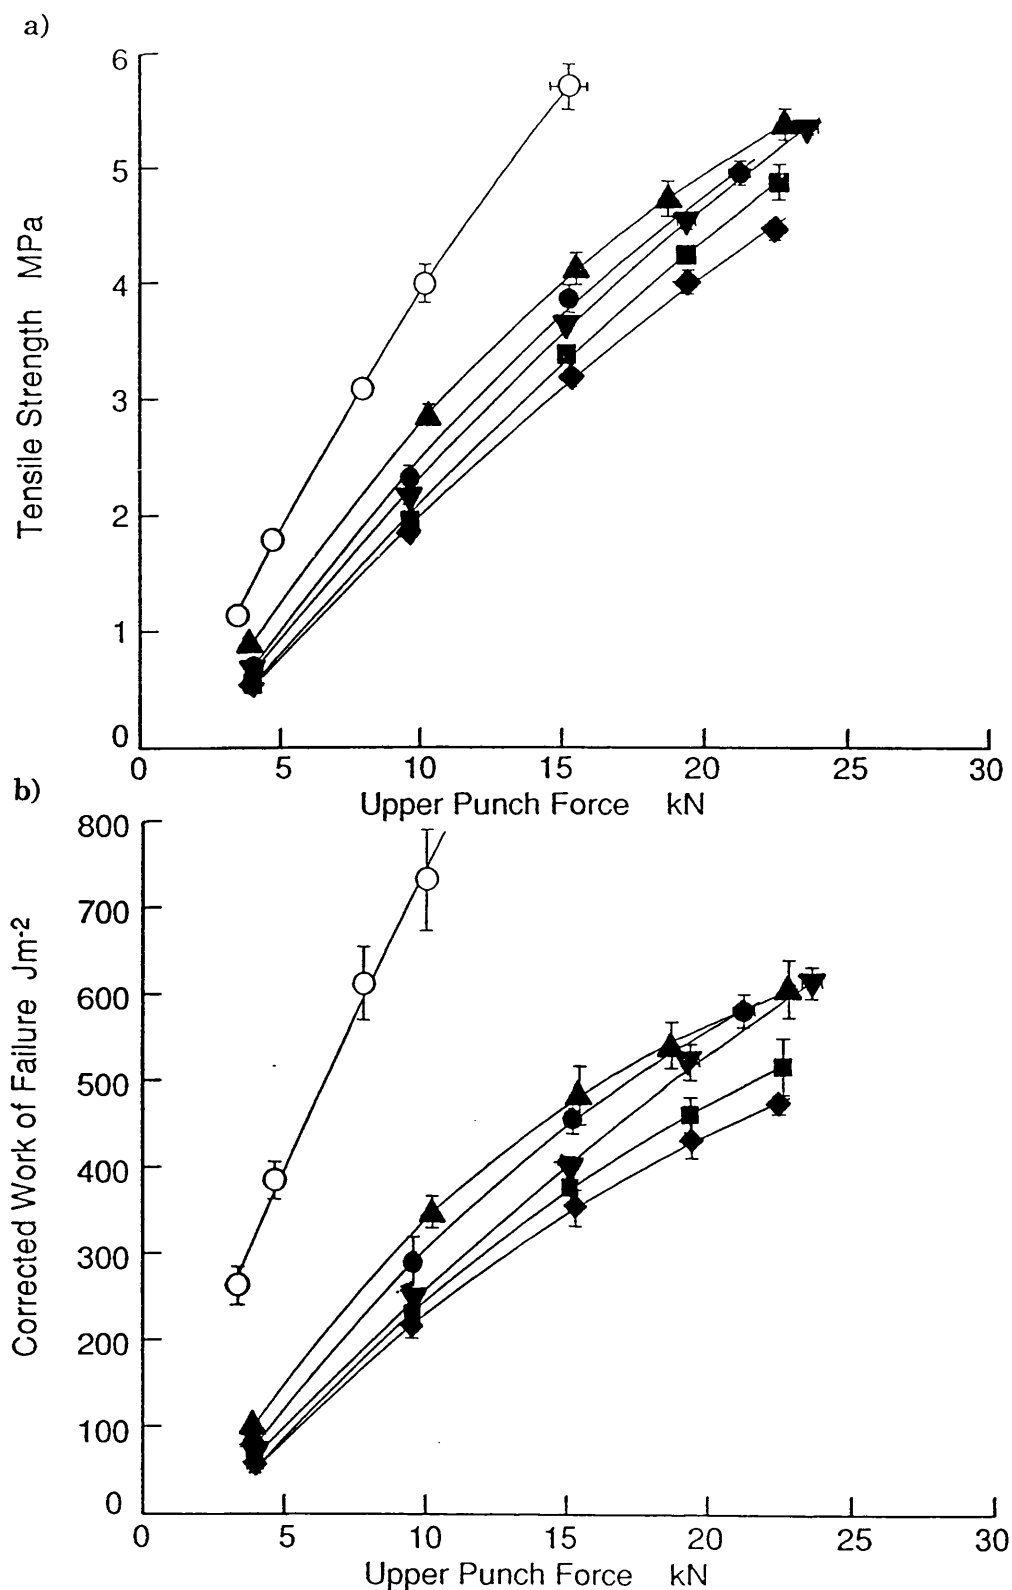 a)
6
5
4
3
2
1
0
Tensile Strength MPa
0 5 10 15 20 25 30
Upper Punch Force kN
b)
800
700
600
500
400
300
200
100
0
Corrected Work of Failure Jm-2
0 5 10 15 20 25 30
Upper Punch Force kN